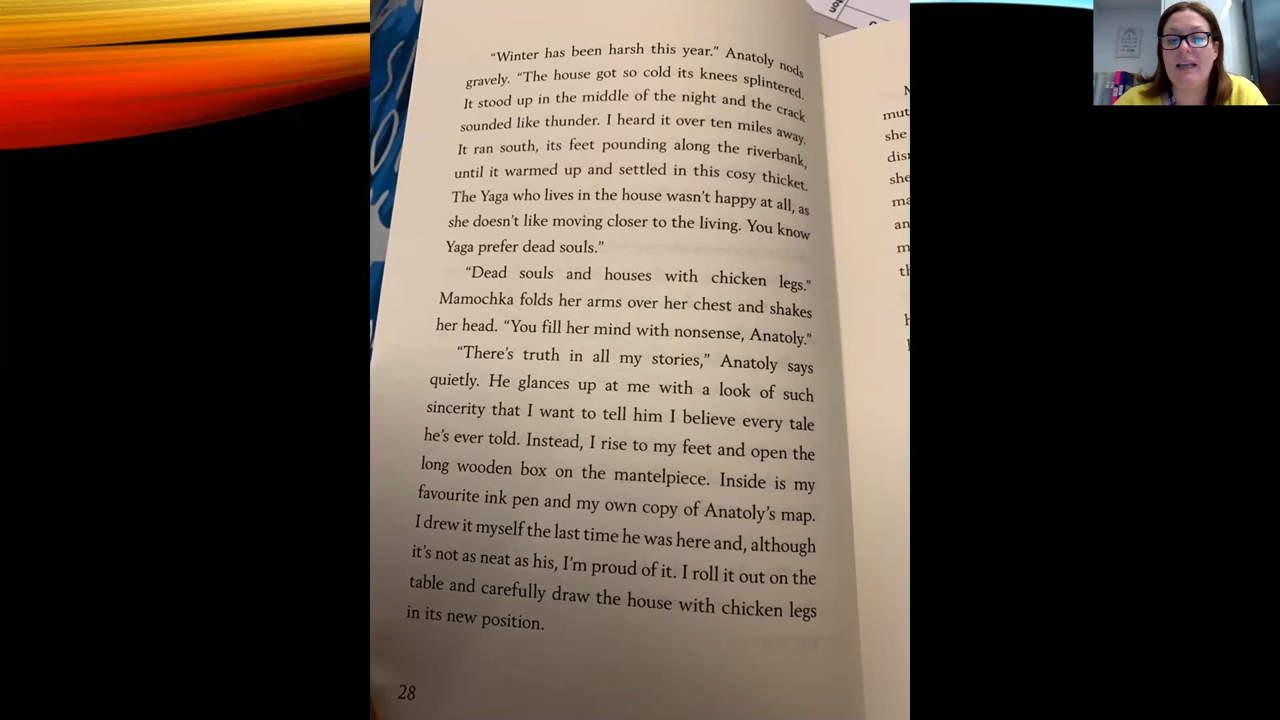 “Winter has been harsh this year.” Anatoly nods
gravely. “The house got so cold its knees splintered.
It stood up in the middle of the night and the crack
sounded like thunder. I heard it over ten miles away.
It ran south, its feet pounding along the riverbank,
until it warmed up and settled in this cosy thicket.
The Yaga who lives in the house wasn’t happy at all, as
she doesn’t like moving closer to the living. You know
Yaga prefer dead souls.”
“Dead souls and houses with chicken legs.”
Mamochka folds her arms over her chest and shakes
her head. “You fill her mind with nonsense, Anatoly.”
“There’s truth in all my stories,” Anatoly says
quietly. He glances up at me with a look of such
sincerity that I want to tell him I believe every tale
he’s ever told. Instead, I rise to my feet and open the
long wooden box on the mantelpiece. Inside is my
favourite ink pen and my own copy of Anatoly’s map.
I drew it myself the last time he was here and, although
it’s not as neat as his, I’m proud of it. I roll it out on the
table and carefully draw the house with chicken legs
in its new position.
28
mut
she
she
an